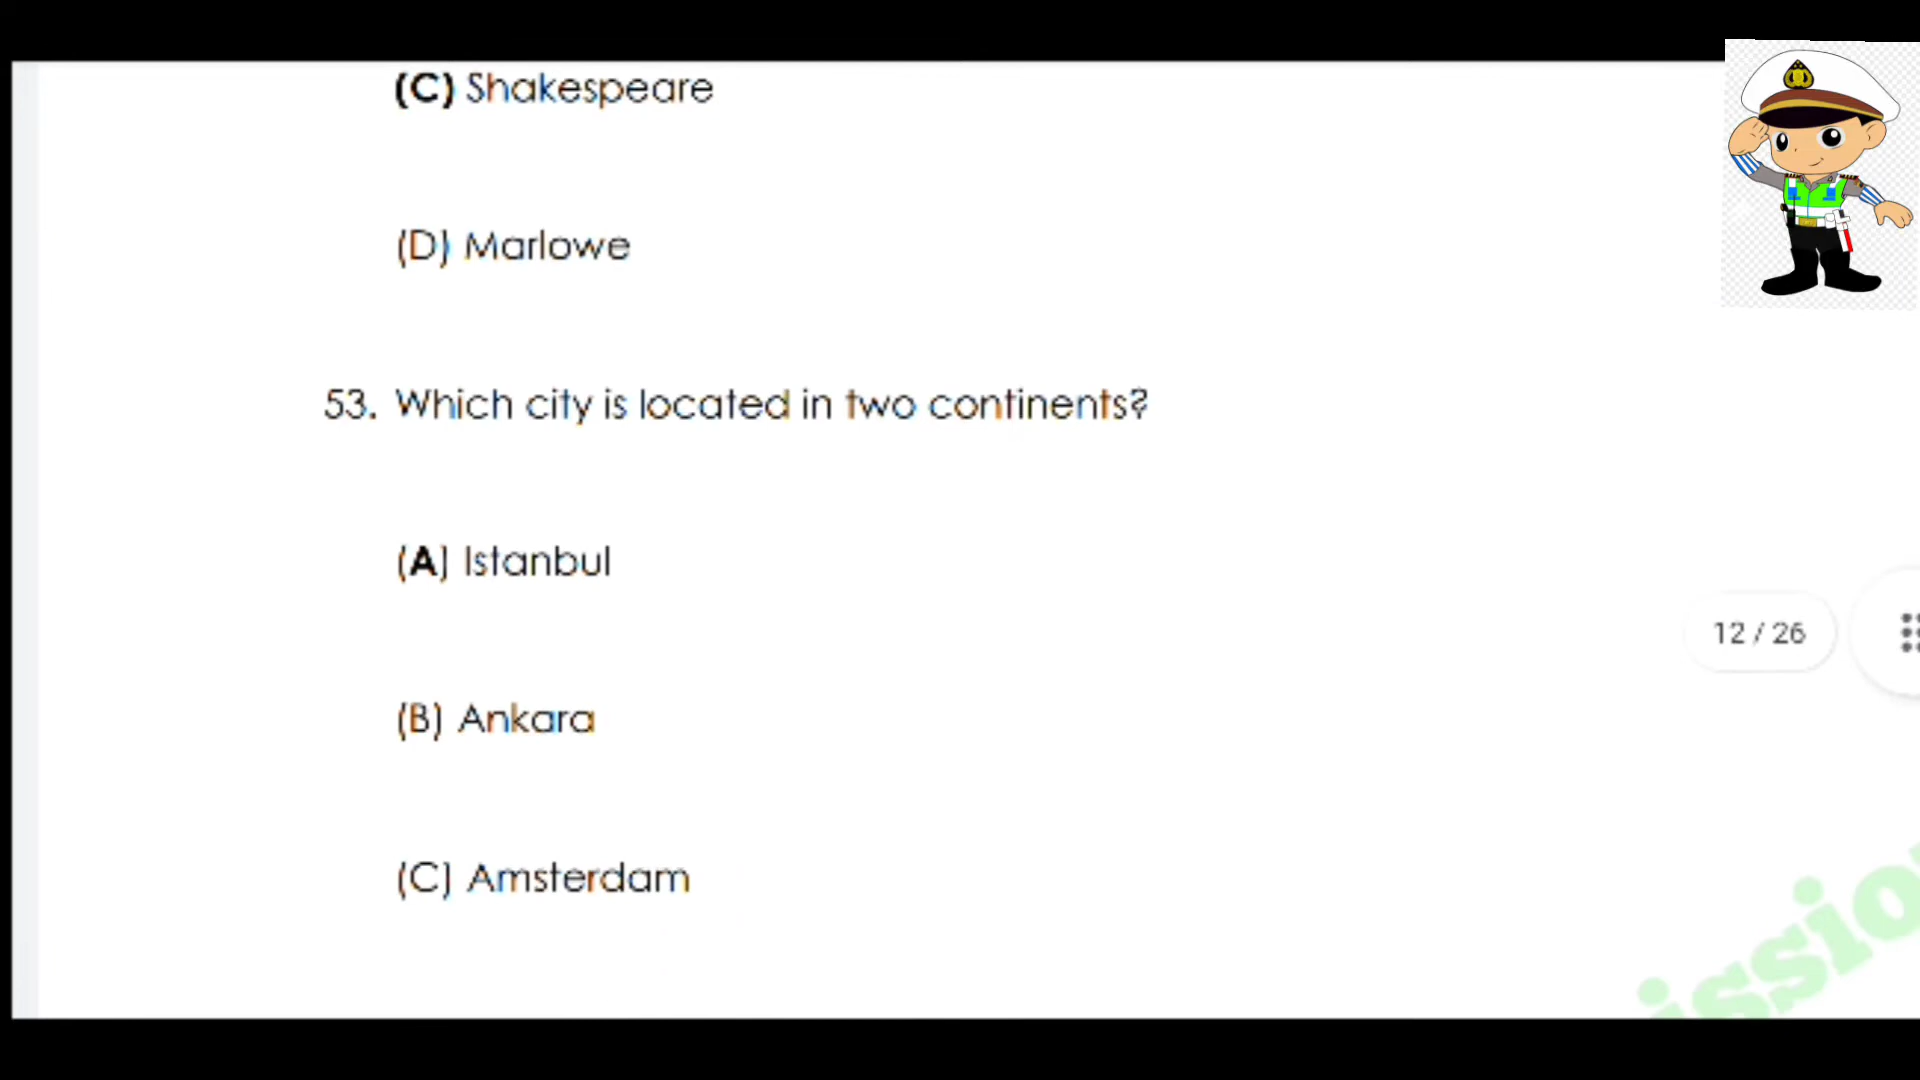 (C) Shakespeare
(D) Marlowe
53. Which city is located in two continents?
(A) Istanbul
12 / 26
(B) Ankara
(C) Amsterdam